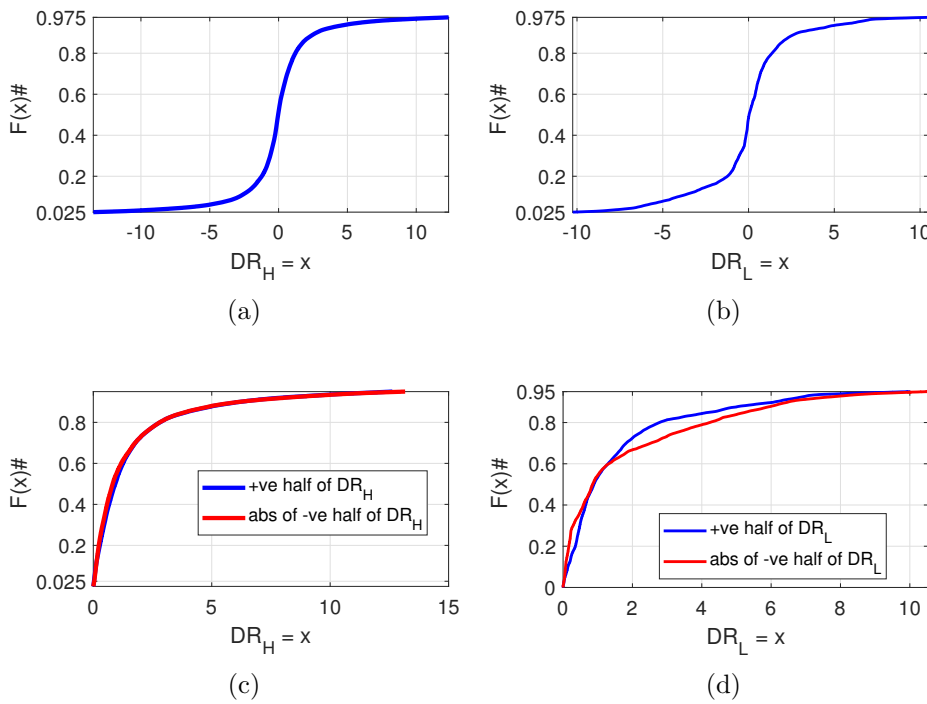 0.975
0.8
0.6
0.4
0.2
0.025
F(x)#
-10 -5 0 5 10
DR_H = x
(a)
0.975
0.8
0.6
0.4
0.2
0.025
F(x)#
-10 -5 0 5 10
DR_L = x
(b)
0.8
0.6
0.4
0.2
0.025
F(x)#
+ve half of DR_H
abs of -ve half of DR_H
0 5 10 15
DR_H = x
(c)
0.95
0.8
0.6
0.4
0.2
0
F(x)#
+ve half of DR_L
abs of -ve half of DR_L
0 2 4 6 8 10
DR_L = x
(d)